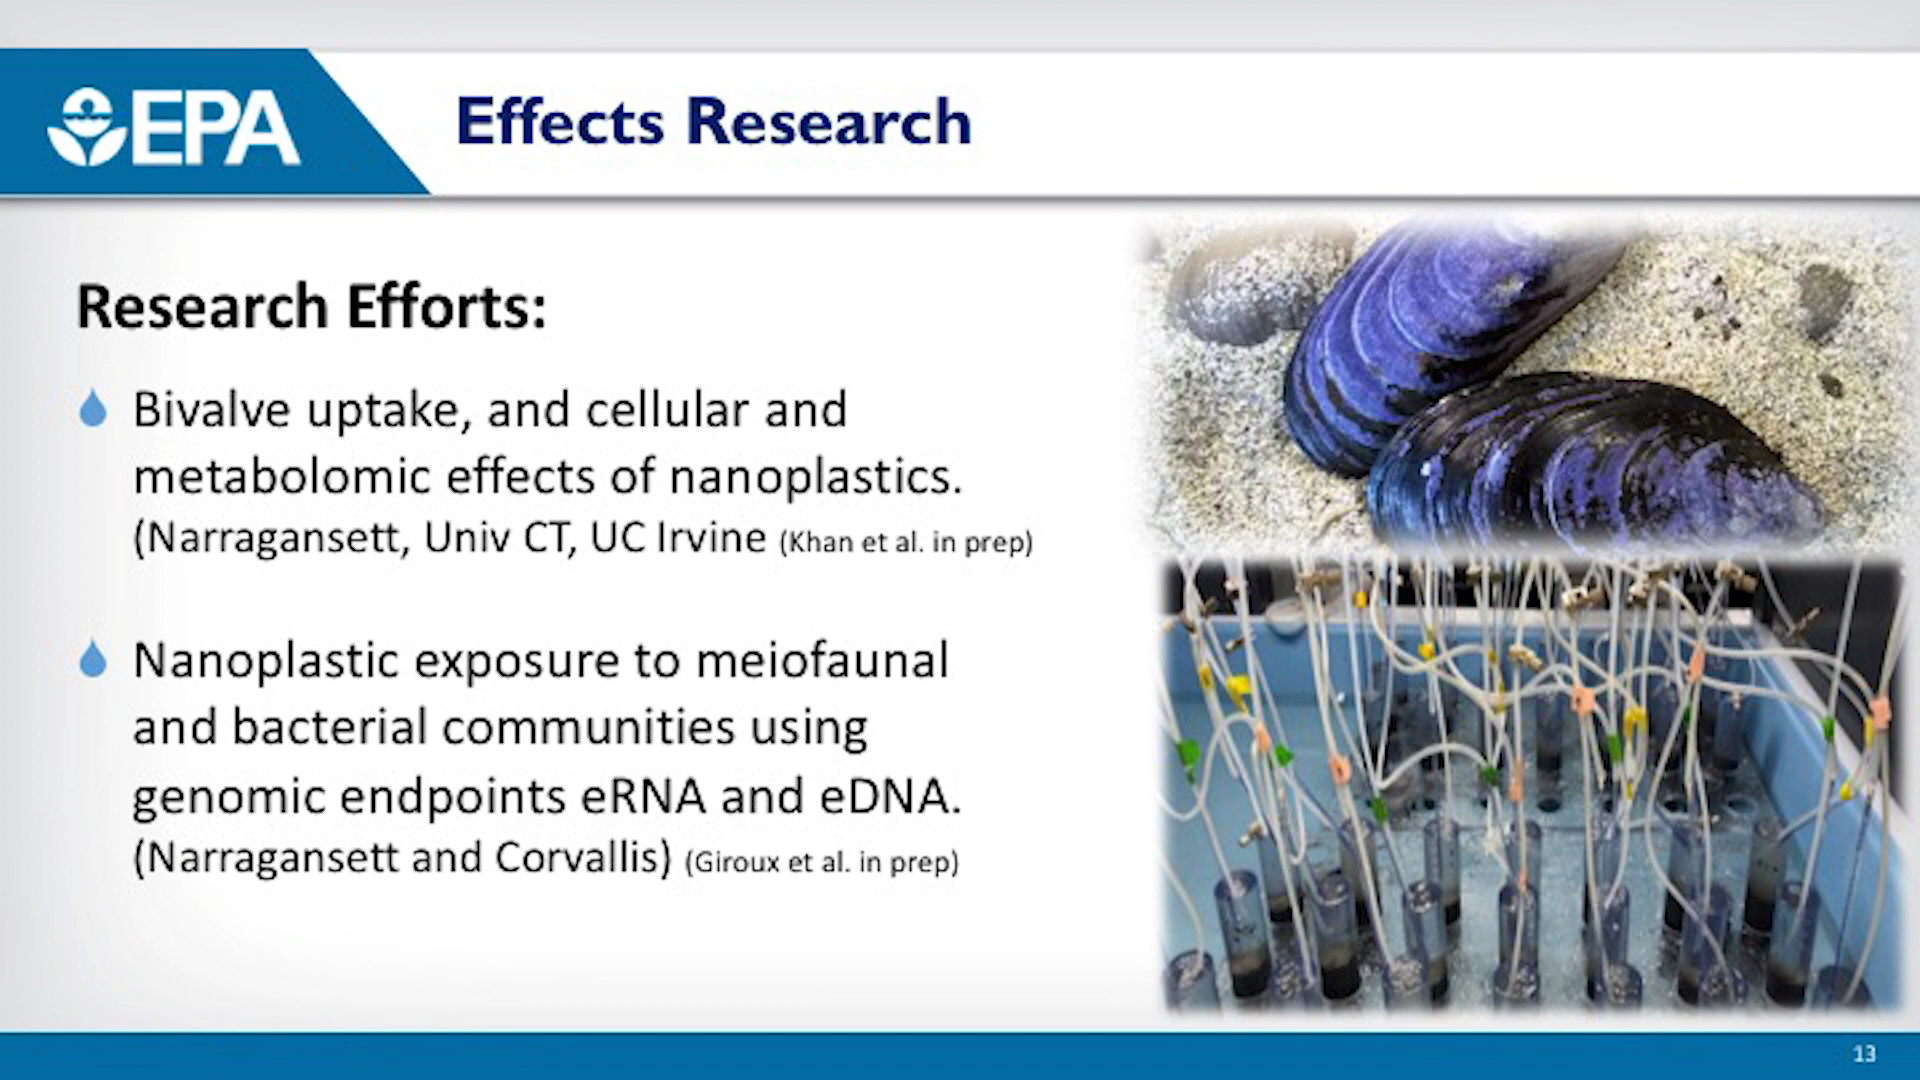 EPA
Effects Research
Research Efforts:
Bivalve uptake, and cellular and
metabolomic effects of nanoplastics.
(Narragansett, Univ CT, UC Irvine (Khan et al. in prep)
Nanoplastic exposure to meiofaunal
and bacterial communities using
genomic endpoints eRNA and eDNA.
(Narragansett and Corvallis) (Giroux et al. in prep)
13